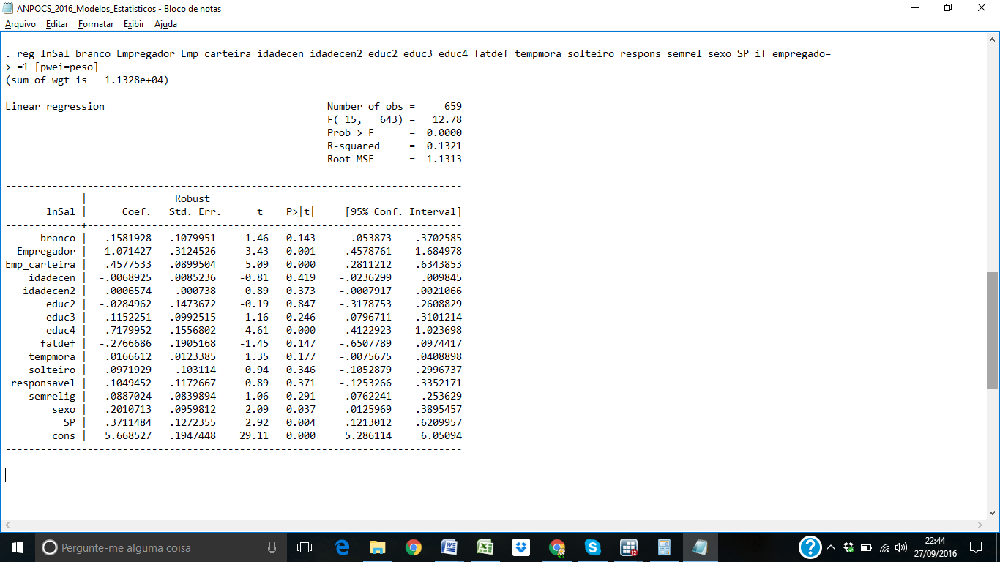 ANPOCS_2016_Modelos_Estatisticos - Bloco de notas
Arquivo Editar Formatar Exibir Ajuda
. reg lnSal branco Empregador Emp_carteira idadecen idadecen2 educ2 educ3 educ4 fatdef tempmora solteiro respons semrel sexo SP if empregado=
> =1 [pwei=peso]
(sum of wgt is   1.1328e+04)
Linear regression                                      Number of obs =     659
                                                       F( 15,   643) =   12.78
                                                       Prob > F      =  0.0000
                                                       R-squared     =  0.1321
                                                       Root MSE      =  1.1313
------------------------------------------------------------------------------
             |               Robust
       lnSal |      Coef.   Std. Err.      t    P>|t|     [95% Conf. Interval]
-------------+----------------------------------------------------------------
      branco |   .1581928   .1079951     1.46   0.143     -.053873    .3702585
  Empregador |   1.071427   .3124526     3.43   0.001     .4578761    1.684978
Emp_carteira |   .4577533   .0899504     5.09   0.000     .2811212    .6343853
    idadecen |  -.0068925   .0085236    -0.81   0.419    -.0236299     .009845
   idadecen2 |   .0006574    .000738     0.89   0.373    -.0007917    .0021066
       educ2 |  -.0284962   .1473672    -0.19   0.847    -.3178753    .2608829
       educ3 |   .1152251   .0992515     1.16   0.246    -.0796711    .3101214
       educ4 |   .7179952   .1556802     4.61   0.000     .4122923    1.023698
      fatdef |  -.2766686   .1905168    -1.45   0.147    -.6507789    .0974417
    tempmora |   .0166612   .0123385     1.35   0.177    -.0075675    .0408898
    solteiro |   .0971929    .103114     0.94   0.346    -.1052879    .2996737
 responsavel |   .1049452   .1172667     0.89   0.371    -.1253266    .3352171
   semrelig |   .0887024   .0839894     1.06   0.291    -.0762241     .253629
        sexo |   .2010713   .0959812     2.09   0.037     .0125969    .3895457
          SP |   .3711484   .1272355     2.92   0.004     .1213012    .6209957
       _cons |   5.668527   .1947448    29.11   0.000     5.286114     6.05094
------------------------------------------------------------------------------
Pergunte-me alguma coisa
22:44
27/09/2016